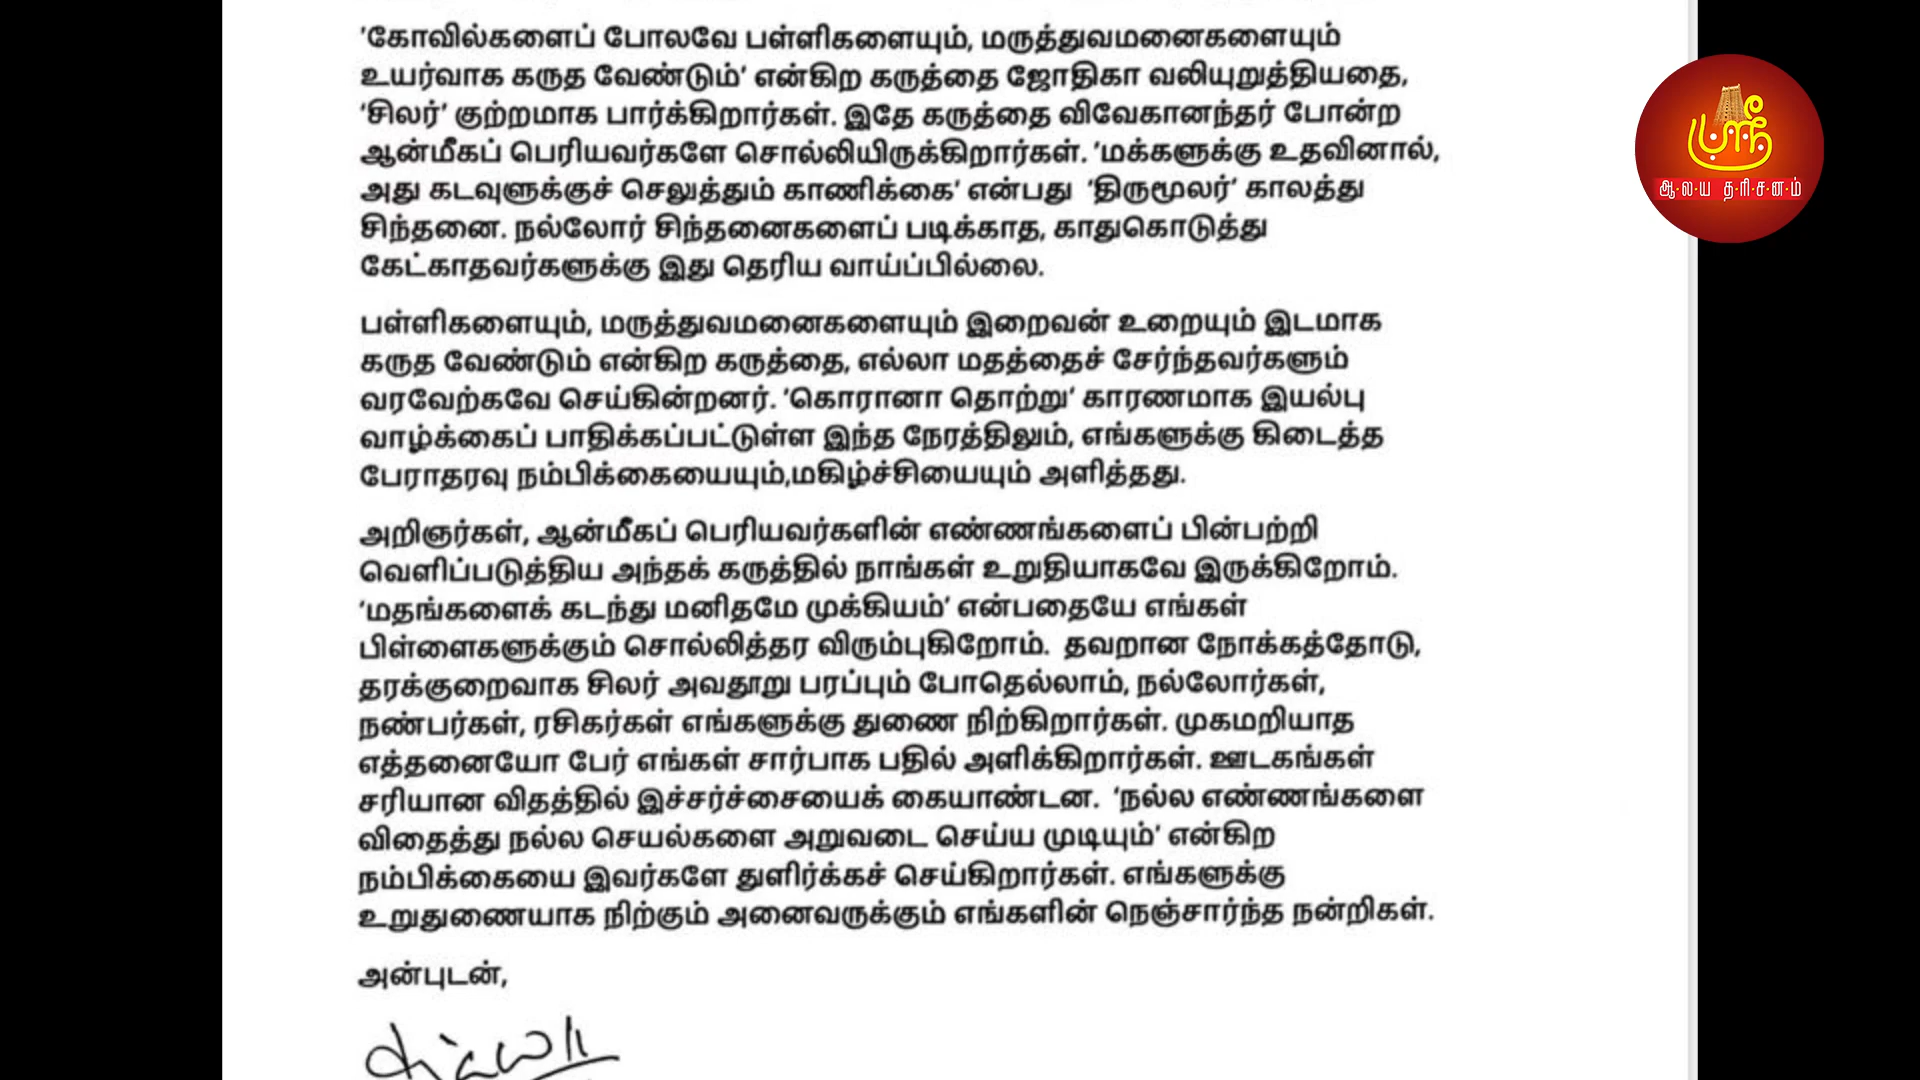 'கோவில்களைப் போலவே பள்ளிகளையும், மருத்துவமனைகளையும்
உயர்வாக கருத வேண்டும்' என்கிற கருத்தை ஜோதிகா வலியுறுத்தியதை,
'சிலர்' குற்றமாக பார்க்கிறார்கள். இதே கருத்தை விவேகானந்தர் போன்ற
ஆன்மீகப் பெரியவர்களே சொல்லியிருக்கிறார்கள். 'மக்களுக்கு உதவினால்,
அது கடவுளுக்குச் செலுத்தும் காணிக்கை' என்பது 'திருமூலர்' காலத்து
சிந்தனை. நல்லோர் சிந்தனைகளைப் படிக்காத, காதுகொடுத்து
கேட்காதவர்களுக்கு இது தெரிய வாய்ப்பில்லை.
பள்ளிகளையும், மருத்துவமனைகளையும் இறைவன் உறையும் இடமாக
கருத வேண்டும் என்கிற கருத்தை, எல்லா மதத்தைச் சேர்ந்தவர்களும்
வரவேற்கவே செய்கின்றனர். 'கொரானா தொற்று' காரணமாக இயல்பு
வாழ்க்கைப் பாதிக்கப்பட்டுள்ள இந்த நேரத்திலும், எங்களுக்கு கிடைத்த
பேராதரவு நம்பிக்கையையும்,மகிழ்ச்சியையும் அளித்தது.
அறிஞர்கள், ஆன்மீகப் பெரியவர்களின் எண்ணங்களைப் பின்பற்றி
வெளிப்படுத்திய அந்தக் கருத்தில் நாங்கள் உறுதியாகவே இருக்கிறோம்.
'மதங்களைக் கடந்து மனிதமே முக்கியம்' என்பதையே எங்கள்
பிள்ளைகளுக்கும் சொல்லித்தர விரும்புகிறோம். தவறான நோக்கத்தோடு,
தரக்குறைவாக சிலர் அவதூறு பரப்பும் போதெல்லாம், நல்லோர்கள்,
நண்பர்கள், ரசிகர்கள் எங்களுக்கு துணை நிற்கிறார்கள். முகமறியாத
எத்தனையோ பேர் எங்கள் சார்பாக பதில் அளிக்கிறார்கள். ஊடகங்கள்
சரியான விதத்தில் இச்சர்ச்சையைக் கையாண்டன. 'நல்ல எண்ணங்களை
விதைத்து நல்ல செயல்களை அறுவடை செய்ய முடியும்' என்கிற
நம்பிக்கையை இவர்களே துளிர்க்கச் செய்கிறார்கள். எங்களுக்கு
உறுதுணையாக நிற்கும் அனைவருக்கும் எங்களின் நெஞ்சார்ந்த நன்றிகள்.
அன்புடன்,
ஸ்ரீ
ஆ·ல·ய த·ரி·ச·ன·ம்